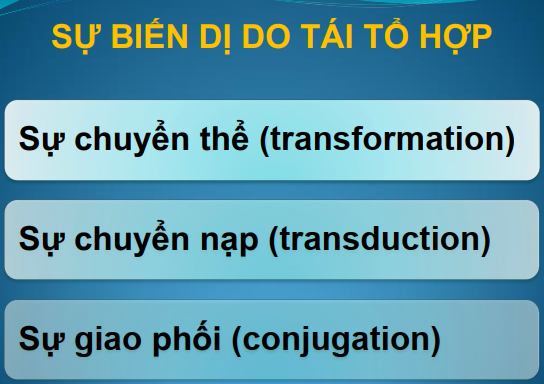 SỰ BIẾN DỊ DO TÁI TỔ HỢP
Sự chuyển thể (transformation)
Sự chuyển nạp (transduction)
Sự giao phối (conjugation)